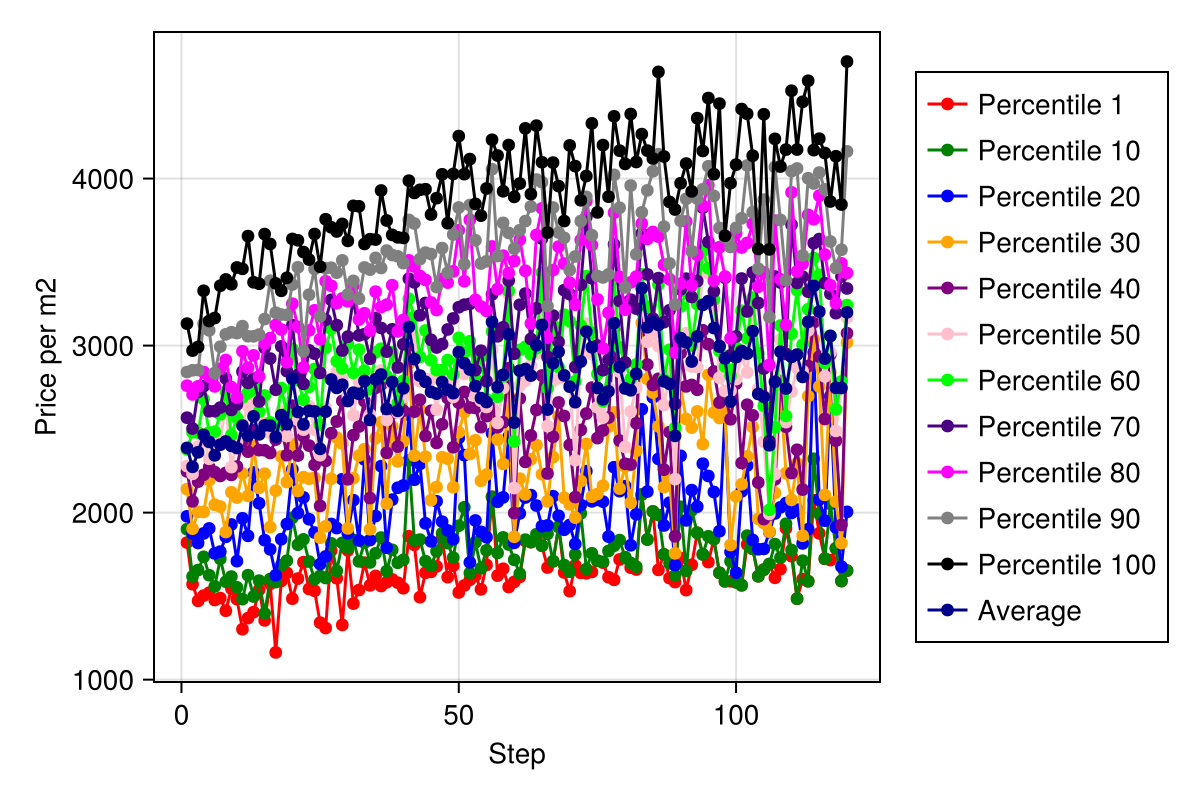 Price per m2
4000
3000
2000
1000
0
50
100
Step
Percentile 1
Percentile 10
Percentile 20
Percentile 30
Percentile 40
Percentile 50
Percentile 60
Percentile 70
Percentile 80
Percentile 90
Percentile 100
Average